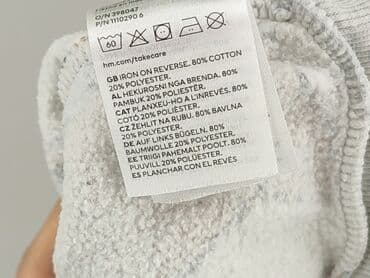 O/N 398047
P/N 1110290 6
60
hm.com/takecare
GB IRON ON REVERSE. 80% COTTON
20% POLYESTER.
AL HEKUROSNI NGA BRENDA. 80%
PAMBUK 20% POLIESTËR.
CAT PLANXEU-HO A L'INREVÉS. 80%
COTÓ 20% POLIÈSTER.
CZ ŽEHLIT NA RUBU. 80% BAVLNA
20% POLYESTER.
DE AUF LINKS BÜGELN. 80%
BAUMWOLLE 20% POLYESTER.
EE TRIIGI PAHEMALT POOLT. 80%
PUUVILL 20% POLÜESTER.
ES PLANCHAR CON EL REVÉS